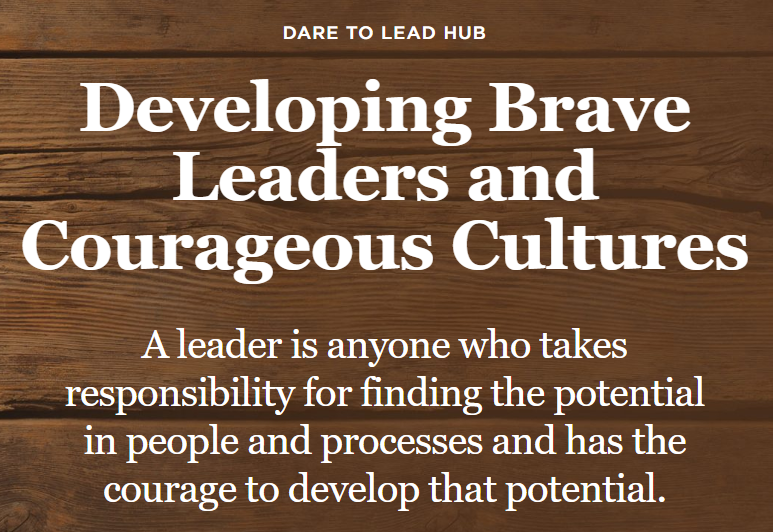 DARE TO LEAD HUB
Developing Brave
Leaders and
Courageous Cultures
A leader is anyone who takes
responsibility for finding the potential
in people and processes and has the
courage to develop that potential.